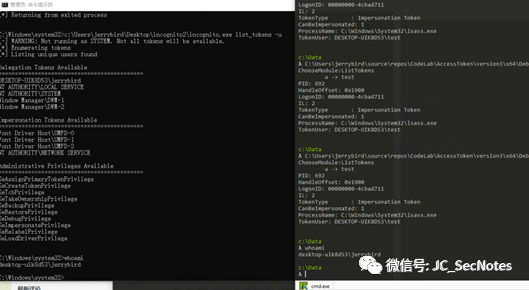 管理员: 命令提示符
[*] Returning from exited process
C:\Windows\system32>c:\Users\jerrybird\Desktop\incognito2\incognito2.exe list_tokens -u
[-] WARNING: Not running as SYSTEM. Not all tokens will be available.
[*] Enumerating tokens
[*] Listing unique users found
Delegation Tokens Available
============================================
DESKTOP-UIK8D53\jerrybird
NT AUTHORITY\LOCAL SERVICE
NT AUTHORITY\SYSTEM
Window Manager\DWM-1
Window Manager\DWM-2
Impersonation Tokens Available
============================================
Font Driver Host\UMFD-0
Font Driver Host\UMFD-1
Font Driver Host\UMFD-2
NT AUTHORITY\NETWORK SERVICE
Administrative Privileges Available
============================================
SeAssignPrimaryTokenPrivilege
SeCreateTokenPrivilege
SeTcbPrivilege
SeTakeOwnershipPrivilege
SeBackupPrivilege
SeRestorePrivilege
SeDebugPrivilege
SeImpersonatePrivilege
SeRelabelPrivilege
SeLoadDriverPrivilege
C:\Windows\system32>whoami
desktop-uik8d53\jerrybird
C:\Windows\system32>
LogonID: 00000000-4cbad711
IL: 2
TokenType : Impersonation Token
CanBeImpersonated: 1
ProcessName: C:\Windows\System32\lsass.exe
TokenUser: DESKTOP-UIK8D53\test
c:\Data
λ C:\Users\jerrybird\source\repos\CodeLab\AccessToken\version3\x64\Deb
ChooseModule:ListTokens
u -> test
PID: 692
HandleOffset: 0x1900
LogonID: 00000000-4cbad711
IL: 2
TokenType : Impersonation Token
CanBeImpersonated: 1
ProcessName: C:\Windows\System32\lsass.exe
TokenUser: DESKTOP-UIK8D53\test
c:\Data
λ C:\Users\jerrybird\source\repos\CodeLab\AccessToken\version3\x64\Deb
ChooseModule:ListTokens
u -> test
PID: 692
HandleOffset: 0x1900
LogonID: 00000000-4cbad711
IL: 2
TokenType : Impersonation Token
CanBeImpersonated: 1
ProcessName: C:\Windows\System32\lsass.exe
TokenUser: DESKTOP-UIK8D53\test
c:\Data
λ whoami
desktop-uik8d53\jerrybird
c:\Data
λ
cmd.exe
微信号: JC_SecNotes